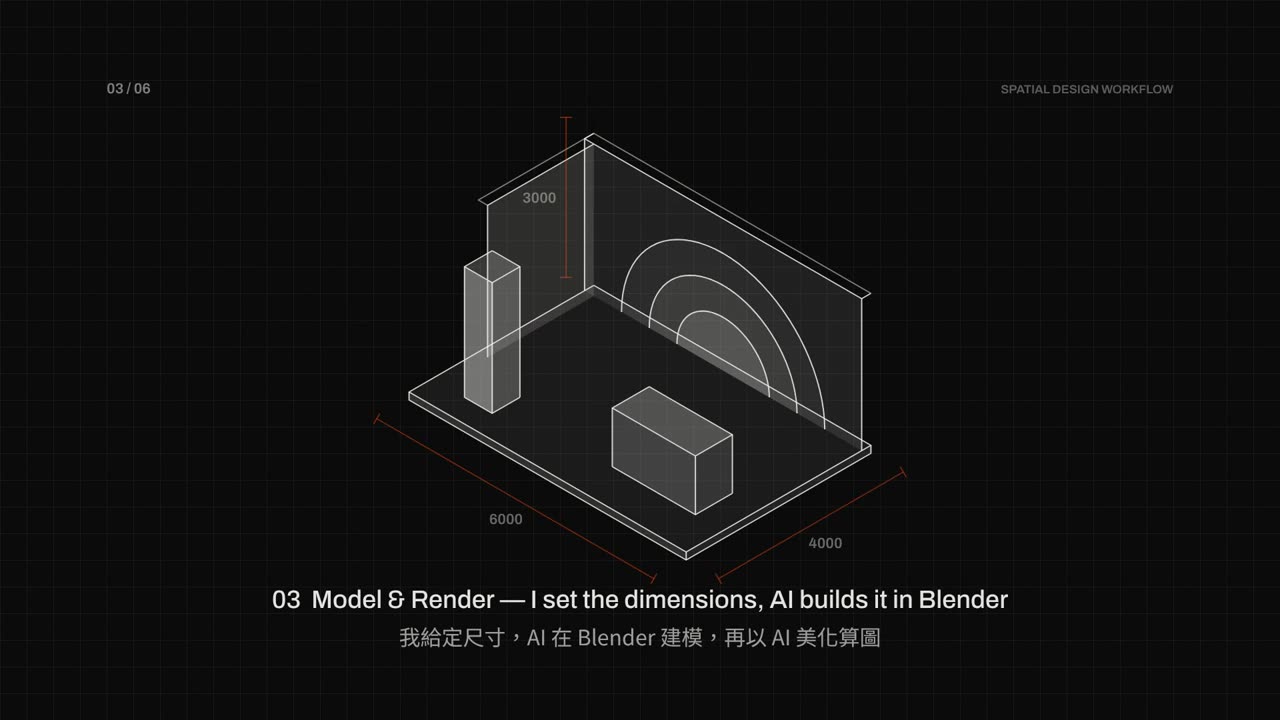 03 / 06
SPATIAL DESIGN WORKFLOW
3000
6000
4000
03 Model & Render — I set the dimensions, AI builds it in Blender
我給定尺寸，AI 在 Blender 建模，再以 AI 美化算圖